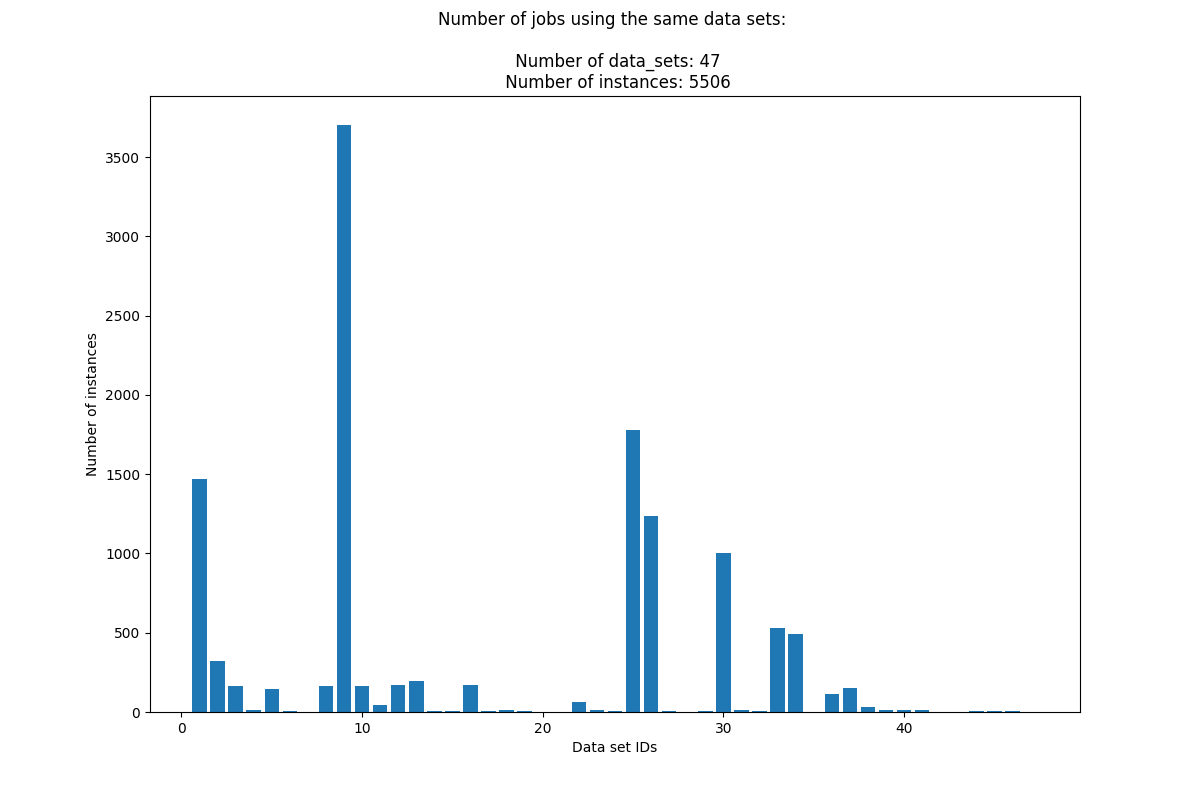 Number of jobs using the same data sets:
Number of data_sets: 47
Number of instances: 5506
3500
3000
2500
2000
1500
1000
500
0
Number of instances
0 10 20 30 40
Data set IDs